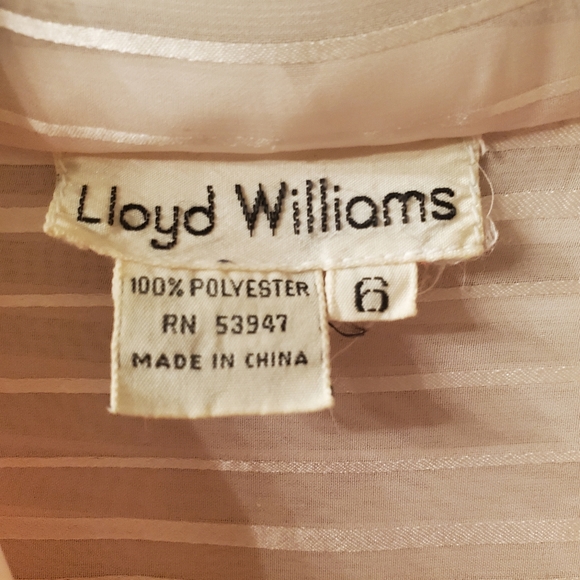 Lloyd Williams
100% POLYESTER
RN 53947
MADE IN CHINA
6